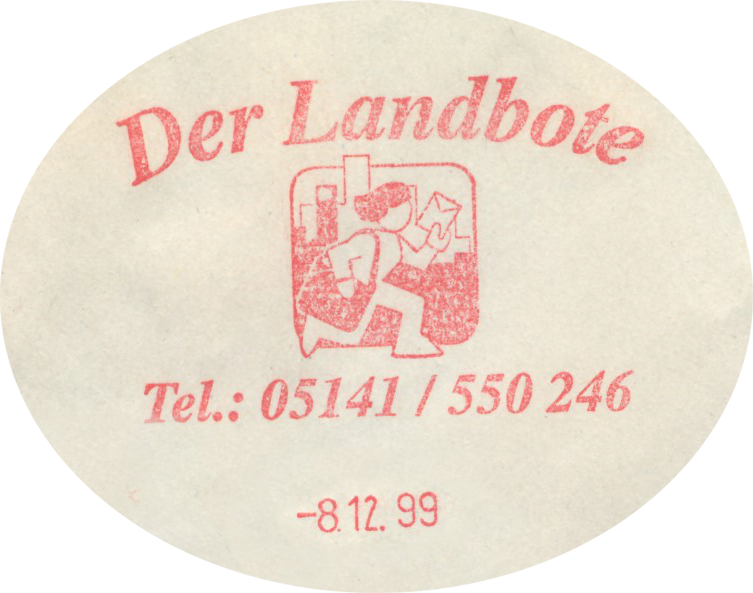 Der Landbote
Tel.: 05141 / 550 246
-8.12.99